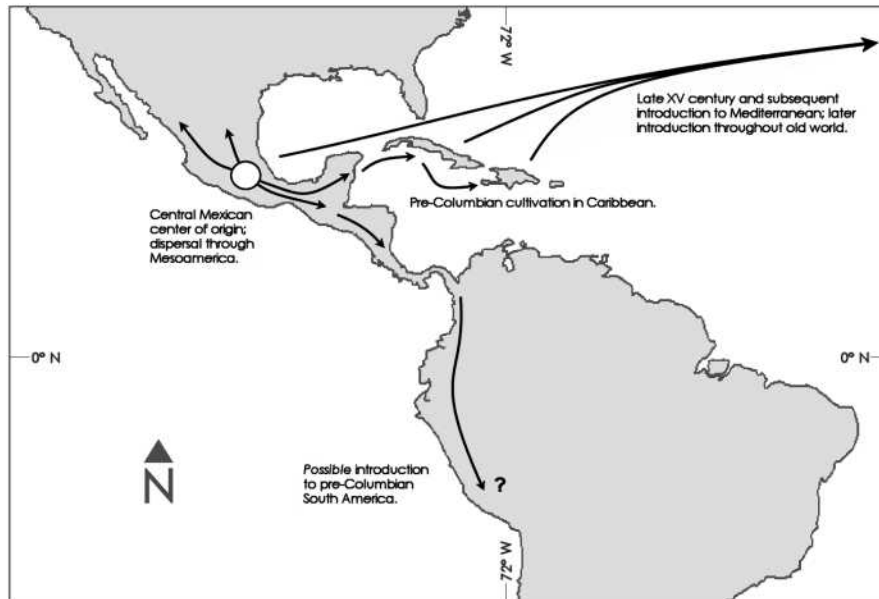 72° W
Late XV century and subsequent
introduction to Mediterranean; later
introduction throughout old world.
Pre-Columbian cultivation in Caribbean.
Central Mexican
center of origin;
dispersal through
Mesoamerica.
0° N
0° N
Possible introduction
to pre-Columbian
South America.
?
N
72° W